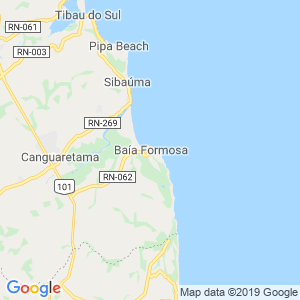 Tibau do Sul
RN-061
Pipa Beach
RN-003
Sibaúma
RN-269
Baía Formosa
Canguaretama
RN-062
101
Google
Map data ©2019 Google